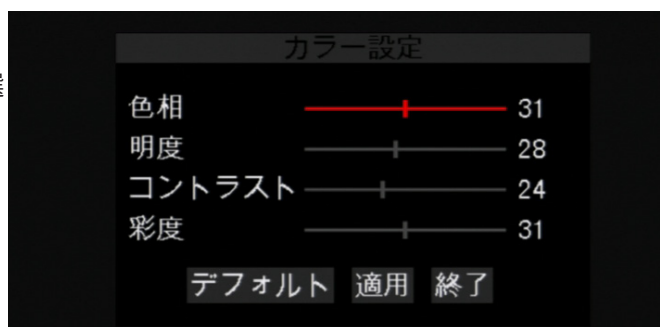 カラー設定
色相 31
明度 28
コントラスト 24
彩度 31
デフォルト 適用 終了